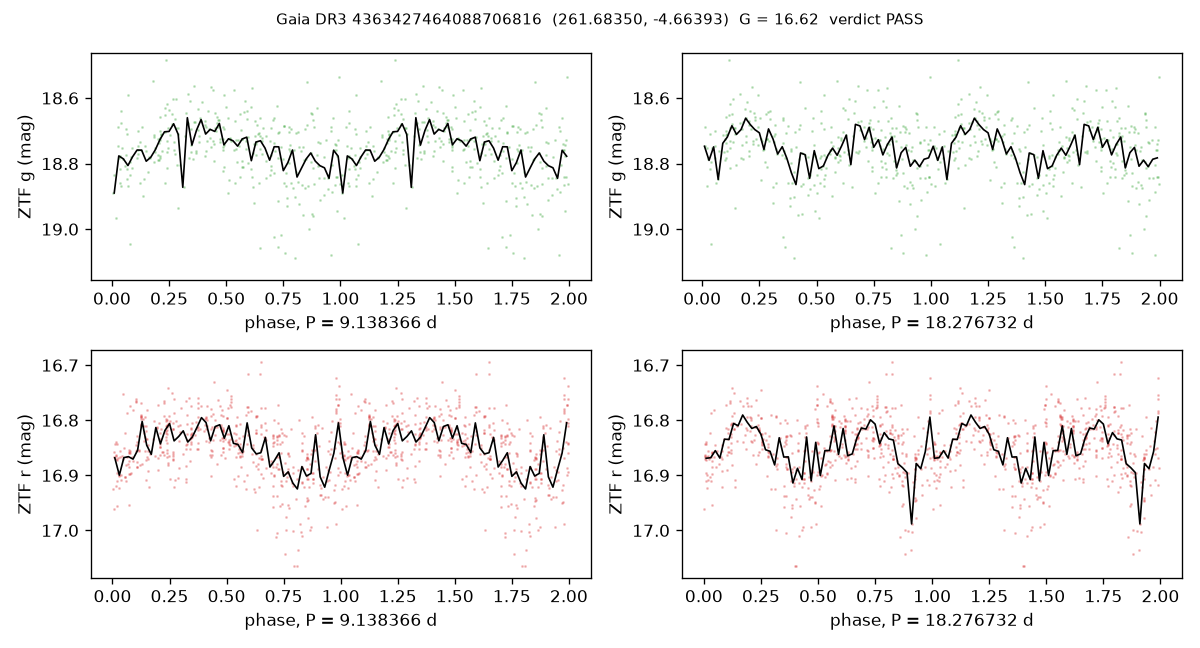 Gaia DR3 4363427464088706816 (261.68350, -4.66393) G = 16.62 verdict PASS
ZTF g (mag)
18.6
18.8
19.0
0.00 0.25 0.50 0.75 1.00 1.25 1.50 1.75 2.00
phase, P = 9.138366 d
ZTF g (mag)
18.6
18.8
19.0
0.00 0.25 0.50 0.75 1.00 1.25 1.50 1.75 2.00
phase, P = 18.276732 d
ZTF r (mag)
16.7
16.8
16.9
17.0
0.00 0.25 0.50 0.75 1.00 1.25 1.50 1.75 2.00
phase, P = 9.138366 d
ZTF r (mag)
16.7
16.8
16.9
17.0
0.00 0.25 0.50 0.75 1.00 1.25 1.50 1.75 2.00
phase, P = 18.276732 d